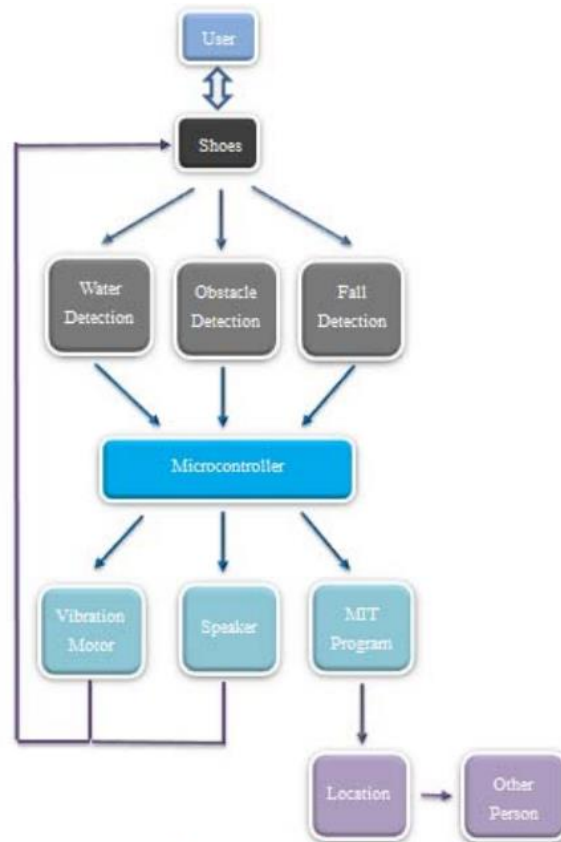 User
Shoes
Water
Detection
Obstacle
Detection
Fall
Detection
Microcontroller
Vibration
Motor
Speaker
MIT
Program
Location
Other
Person